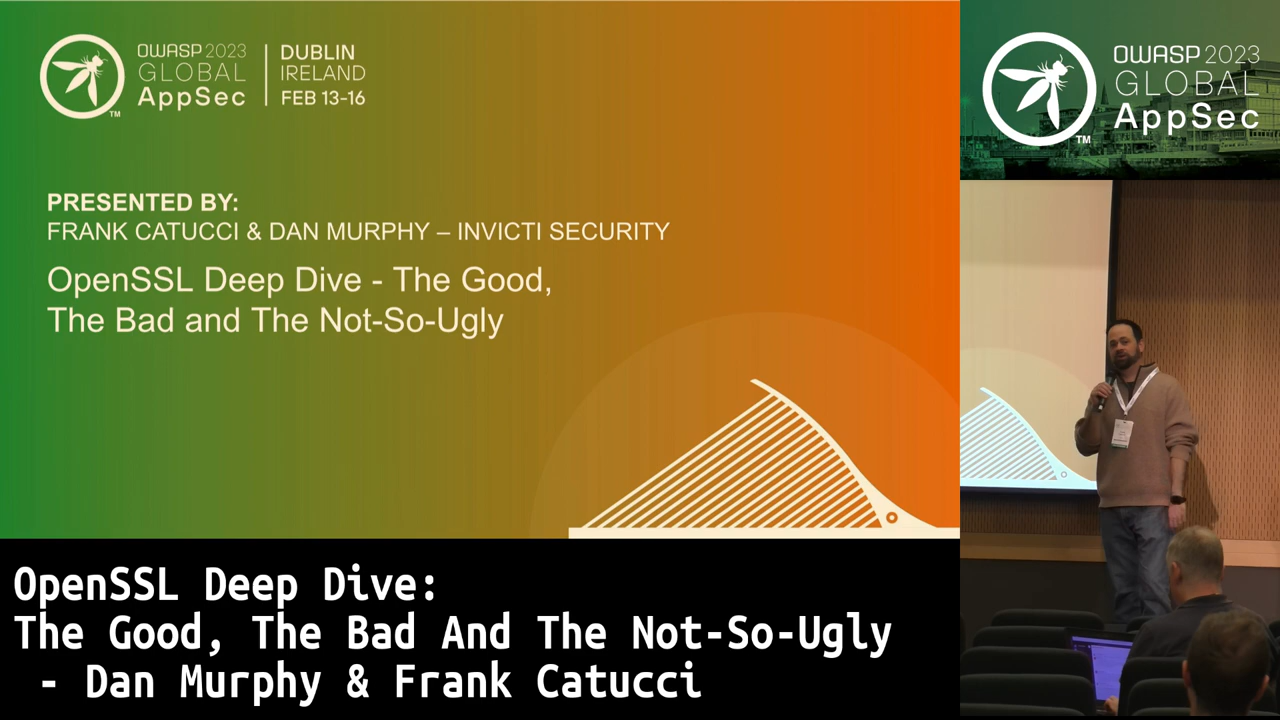 OWASP 2023
GLOBAL
AppSec
TM
DUBLIN
IRELAND
FEB 13-16
PRESENTED BY:
FRANK CATUCCI & DAN MURPHY – INVICTI SECURITY
OpenSSL Deep Dive - The Good,
The Bad and The Not-So-Ugly
OWASP 2023
GLOBAL
AppSec
TM
OpenSSL Deep Dive:
The Good, The Bad And The Not-So-Ugly
- Dan Murphy & Frank Catucci